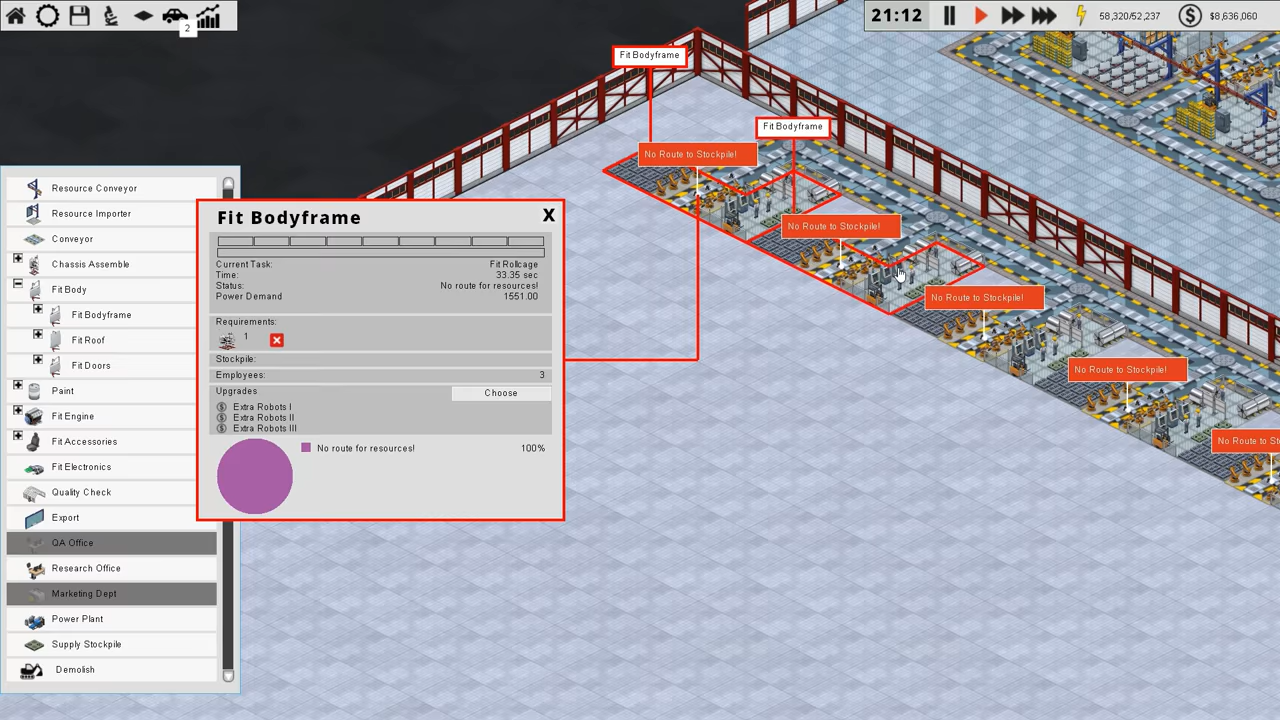 21:12
58,320/52,237
$8,636,060
2
Fit Bodyframe
Fit Bodyframe
No Route to Stockpile!
No Route to Stockpile!
No Route to Stockpile!
No Route to Stockpile!
No Route to St
Resource Conveyor
Resource Importer
Conveyor
Chassis Assemble
Fit Body
Fit Bodyframe
Fit Roof
Fit Doors
Paint
Fit Engine
Fit Accessories
Fit Electronics
Quality Check
Export
QA Office
Research Office
Marketing Dept
Power Plant
Supply Stockpile
Demolish
Fit Bodyframe X
Current Task: Fit Rollcage
Time: 33.35 sec
Status: No route for resources!
Power Demand 1551.00
Requirements:
1
Stockpile:
Employees: 3
Upgrades Choose
Extra Robots I
Extra Robots II
Extra Robots III
No route for resources! 100%